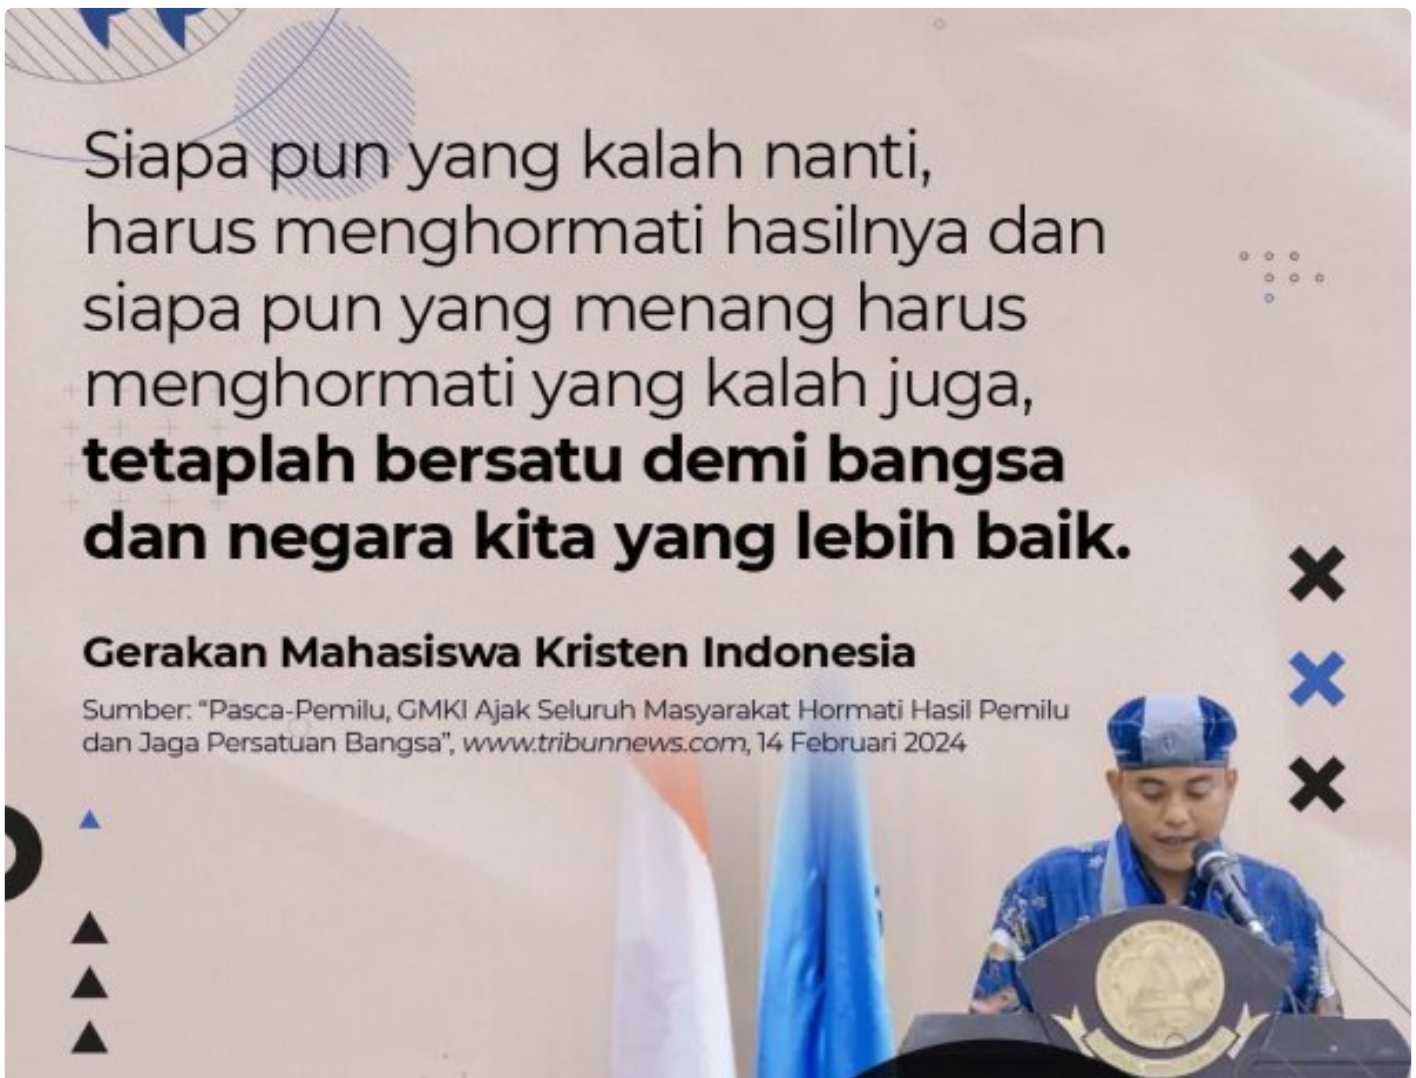 Siapa pun yang kalah nanti,
harus menghormati hasilnya dan
siapa pun yang menang harus
menghormati yang kalah juga,
tetaplah bersatu demi bangsa
dan negara kita yang lebih baik.
Gerakan Mahasiswa Kristen Indonesia
Sumber: “Pasca-Pemilu, GMKI Ajak Seluruh Masyarakat Hormati Hasil Pemilu
dan Jaga Persatuan Bangsa”, www.tribunnews.com, 14 Februari 2024